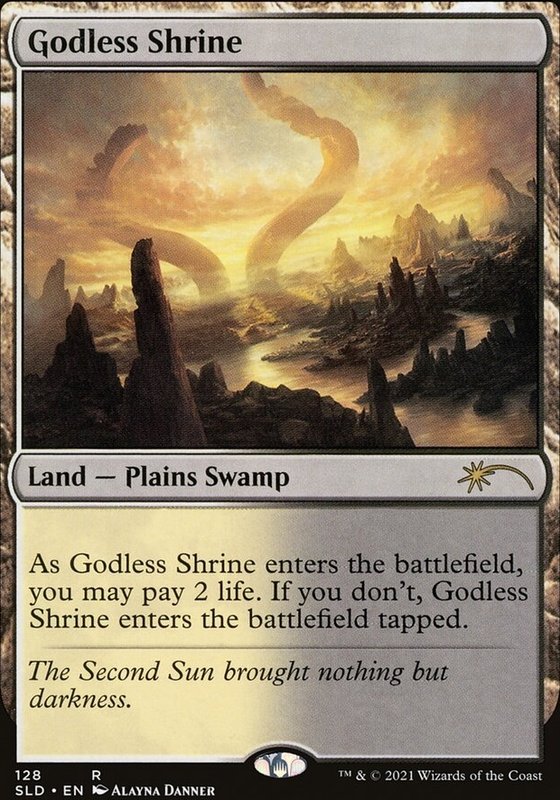 Godless Shrine
Land — Plains Swamp
As Godless Shrine enters the battlefield,
you may pay 2 life. If you don't, Godless
Shrine enters the battlefield tapped.
The Second Sun brought nothing but
darkness.
128 R
SLD • EN Alayna Danner
™ & © 2021 Wizards of the Coast